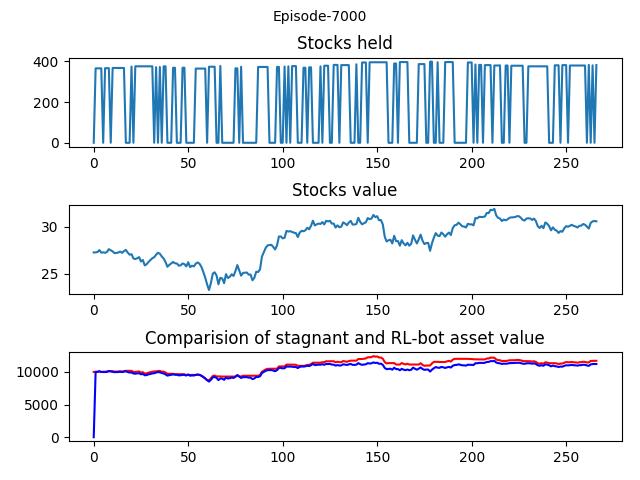 Episode-7000
Stocks held
400
200
0
0 50 100 150 200 250
Stocks value
30
25
0 50 100 150 200 250
Comparision of stagnant and RL-bot asset value
10000
5000
0
0 50 100 150 200 250